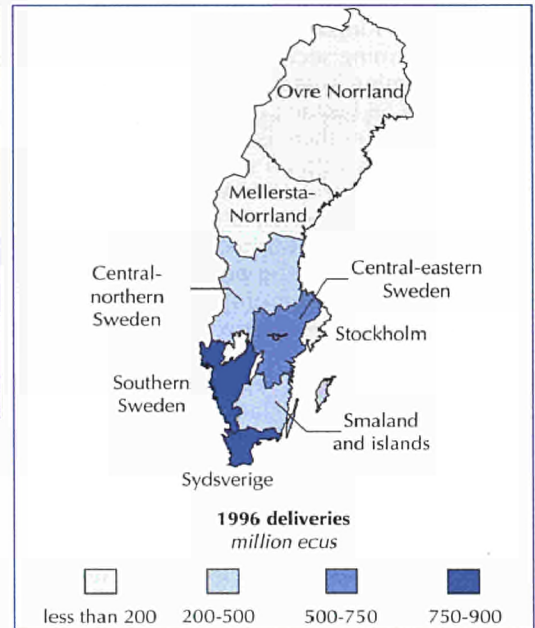 Ovre Norrland
Mellersta-
Norrland
Central-
northern
Sweden
Central-eastern
Sweden
Stockholm
Southern
Sweden
Smaland
and islands
Sydsverige
1996 deliveries
million ecus
less than 200
200-500
500-750
750-900